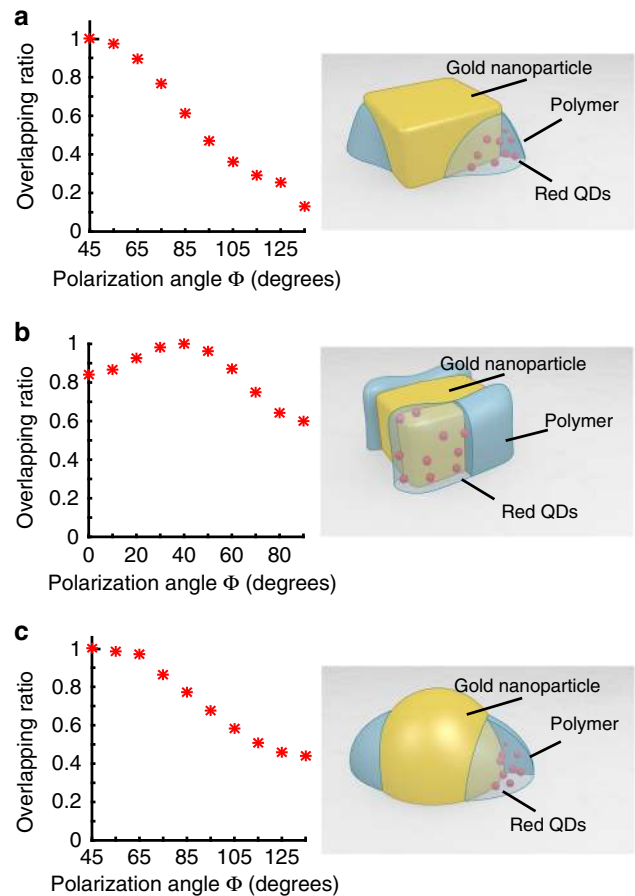 a
Overlapping ratio
1
0.8
0.6
0.4
0.2
0
45 65 85 105 125
Polarization angle Φ (degrees)
Gold nanoparticle
Polymer
Red QDs
b
Overlapping ratio
1
0.8
0.6
0.4
0.2
0
0 20 40 60 80
Polarization angle Φ (degrees)
Gold nanoparticle
Polymer
Red QDs
c
Overlapping ratio
1
0.8
0.6
0.4
0.2
0
45 65 85 105 125
Polarization angle Φ (degrees)
Gold nanoparticle
Polymer
Red QDs